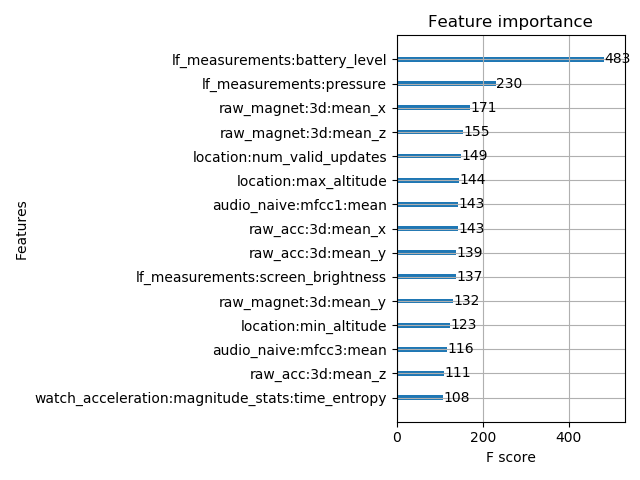 Feature importance
lf_measurements:battery_level 483
lf_measurements:pressure 230
raw_magnet:3d:mean_x 171
raw_magnet:3d:mean_z 155
location:num_valid_updates 149
location:max_altitude 144
audio_naive:mfcc1:mean 143
raw_acc:3d:mean_x 143
raw_acc:3d:mean_y 139
lf_measurements:screen_brightness 137
raw_magnet:3d:mean_y 132
location:min_altitude 123
audio_naive:mfcc3:mean 116
raw_acc:3d:mean_z 111
watch_acceleration:magnitude_stats:time_entropy 108
Features
0 200 400
F score